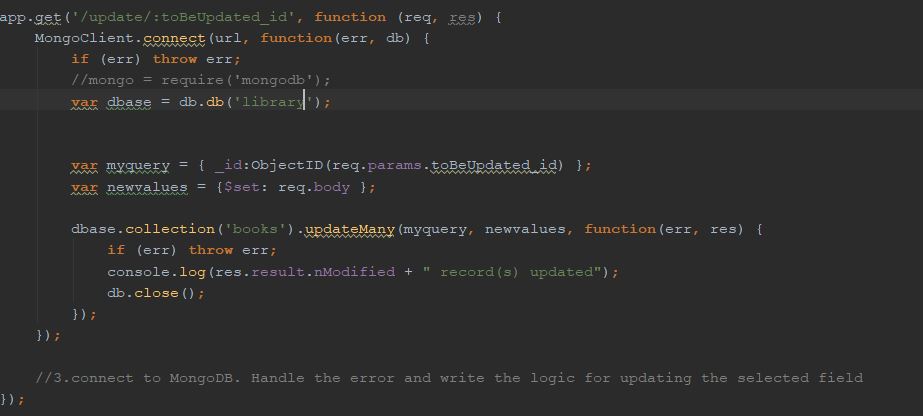 app.get('/update/:toBeUpdated_id', function (req, res) {
MongoClient.connect(url, function(err, db) {
if (err) throw err;
//mongo = require('mongodb');
var dbase = db.db('library');
var myquery = { _id:ObjectID(req.params.toBeUpdated_id) };
var newvalues = {$set: req.body };
dbase.collection('books').updateMany(myquery, newvalues, function(err, res) {
if (err) throw err;
console.log(res.result.nModified + " record(s) updated");
db.close();
});
});
//3.connect to MongoDB. Handle the error and write the logic for updating the selected field
});